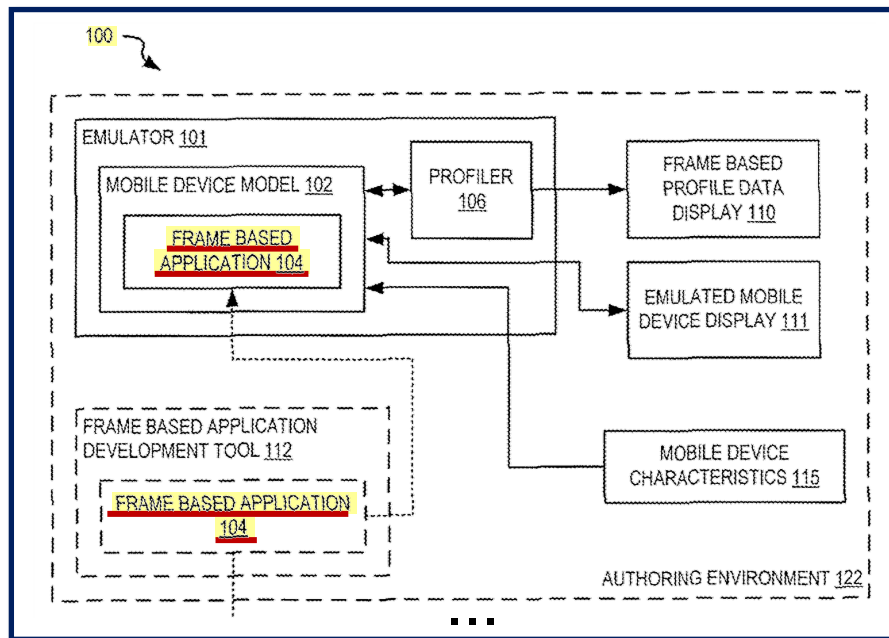 100
EMULATOR 101
MOBILE DEVICE MODEL 102
FRAME BASED
APPLICATION 104
PROFILER
106
FRAME BASED
PROFILE DATA
DISPLAY 110
EMULATED MOBILE
DEVICE DISPLAY 111
FRAME BASED APPLICATION
DEVELOPMENT TOOL 112
FRAME BASED APPLICATION
104
MOBILE DEVICE
CHARACTERISTICS 115
AUTHORING ENVIRONMENT 122
...